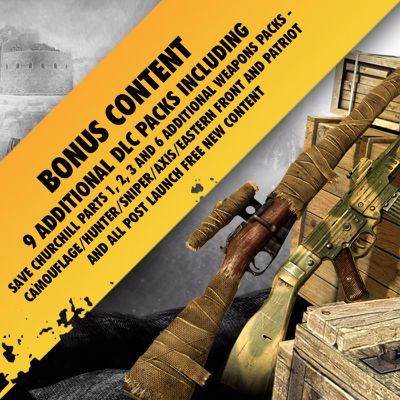 BONUS CONTENT
9 ADDITIONAL DLC PACKS INCLUDING
SAVE CHURCHILL PARTS 1, 2, 3 AND 6 ADDITIONAL WEAPONS PACKS -
CAMOUFLAGE/HUNTER/SNIPER/AXIS/EASTERN FRONT AND PATRIOT
AND ALL POST LAUNCH FREE NEW CONTENT